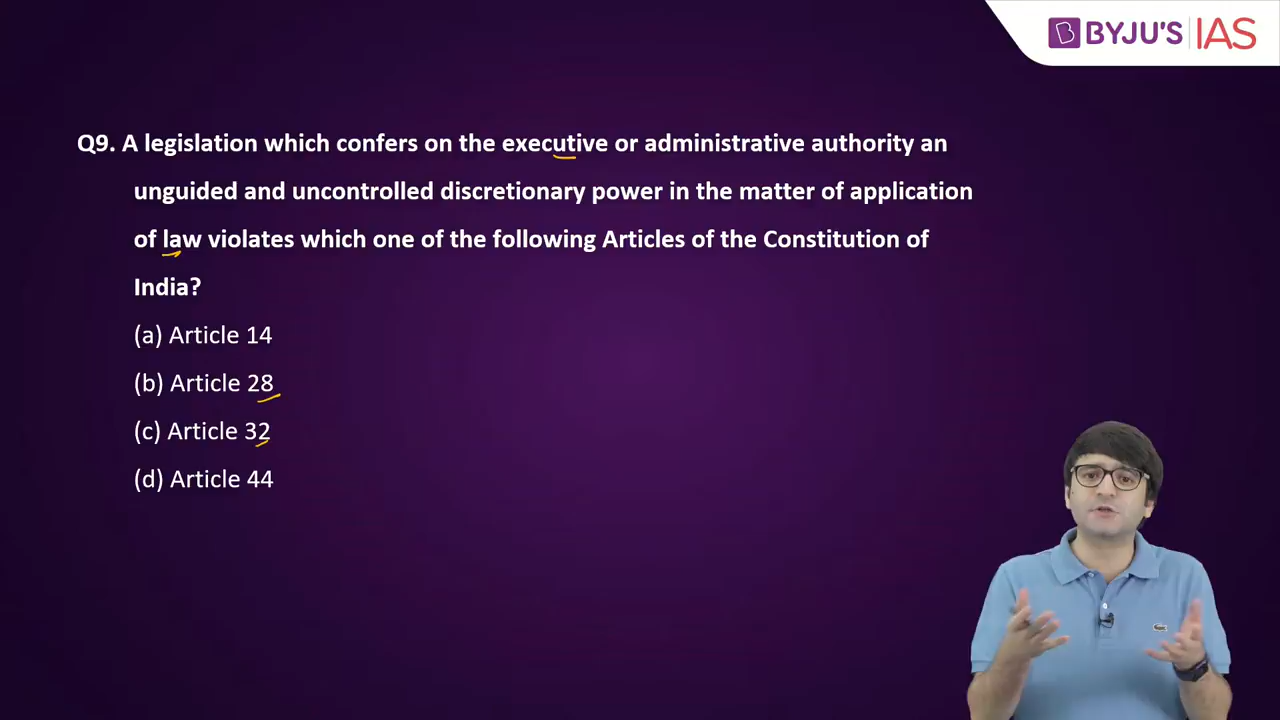 BYJU'S IAS
Q9. A legislation which confers on the executive or administrative authority an
unguided and uncontrolled discretionary power in the matter of application
of law violates which one of the following Articles of the Constitution of
India?
(a) Article 14
(b) Article 28
(c) Article 32
(d) Article 44